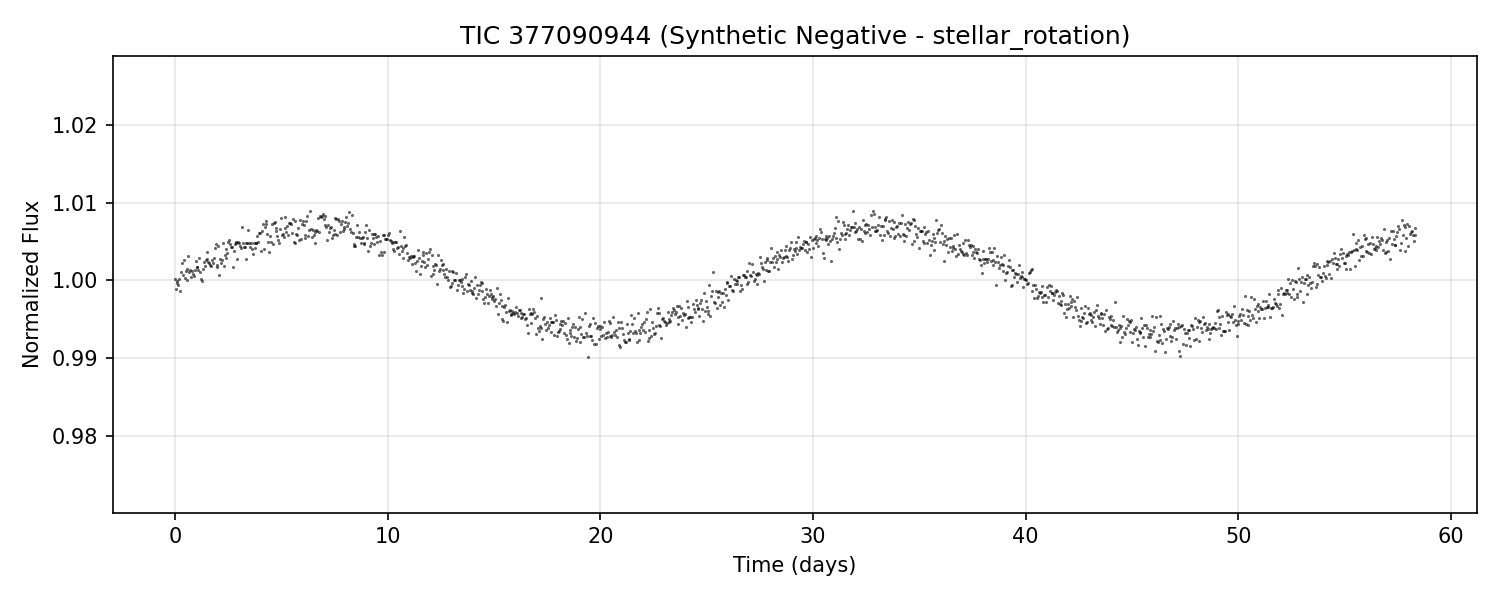 TIC 377090944 (Synthetic Negative - stellar_rotation)
Normalized Flux
1.02
1.01
1.00
0.99
0.98
0 10 20 30 40 50 60
Time (days)